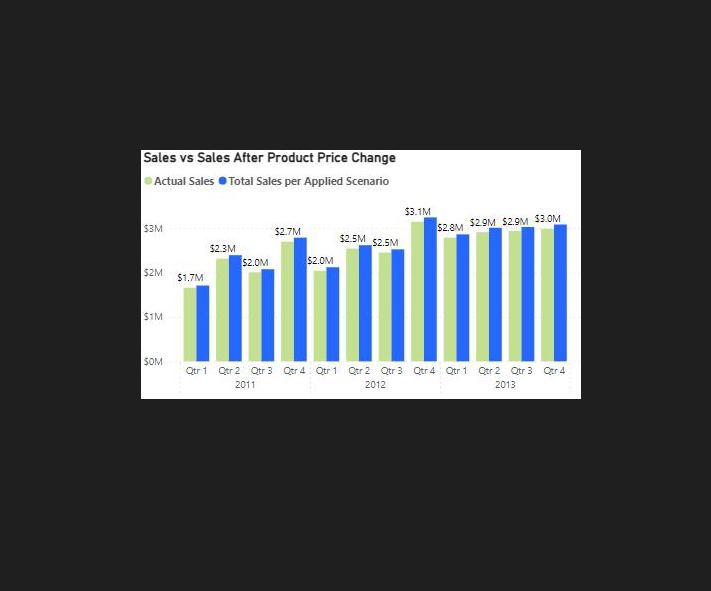 Sales vs Sales After Product Price Change
Actual Sales Total Sales per Applied Scenario
$3.1M
$2.8M $2.9M $2.9M $3.0M
$2.7M
$2.5M $2.5M
$2.3M
$2.0M $2.0M
$1.7M
$3M
$2M
$1M
$0M
Qtr 1 Qtr 2 Qtr 3 Qtr 4 Qtr 1 Qtr 2 Qtr 3 Qtr 4 Qtr 1 Qtr 2 Qtr 3 Qtr 4
2011 2012 2013